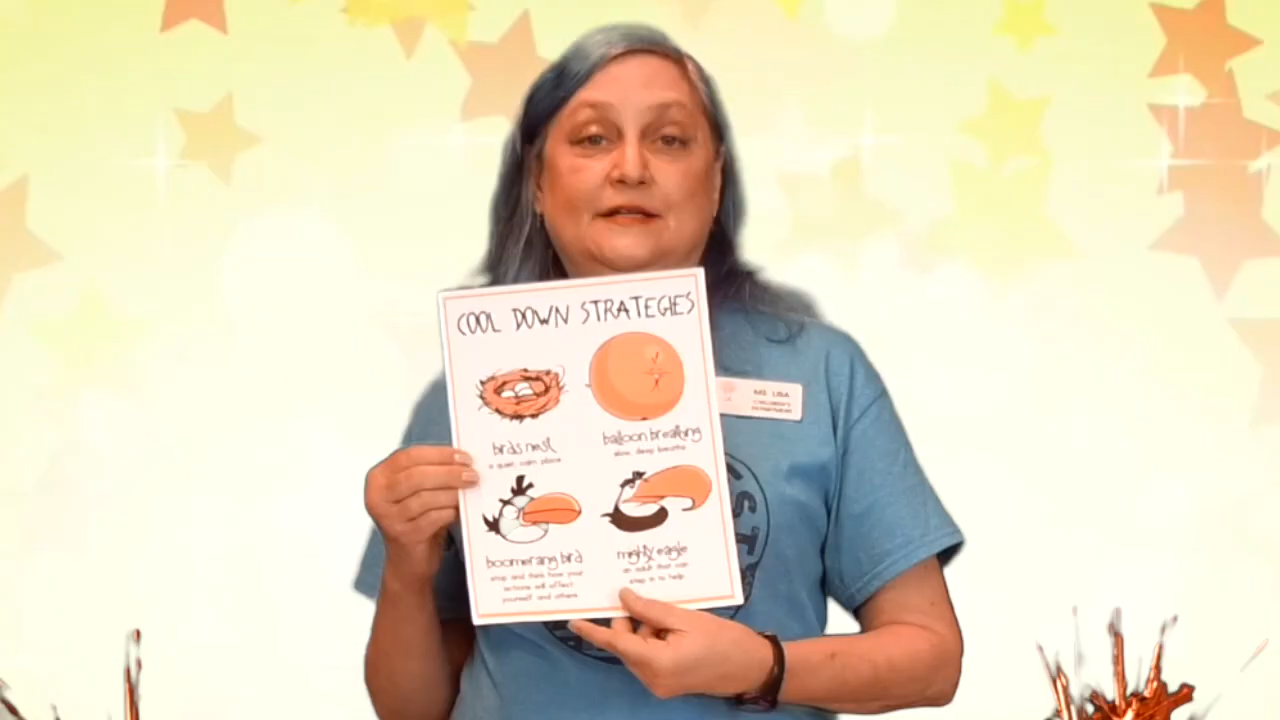 COOL DOWN STRATEGIES
birds nest
a quiet, calm place
balloon breathing
slow, deep breaths
boomerang bird
stop and think how your
actions will affect
yourself and others
mighty eagle
an adult that can
step in to help
MS. LISA
CHILDREN'S
DEPARTMENT